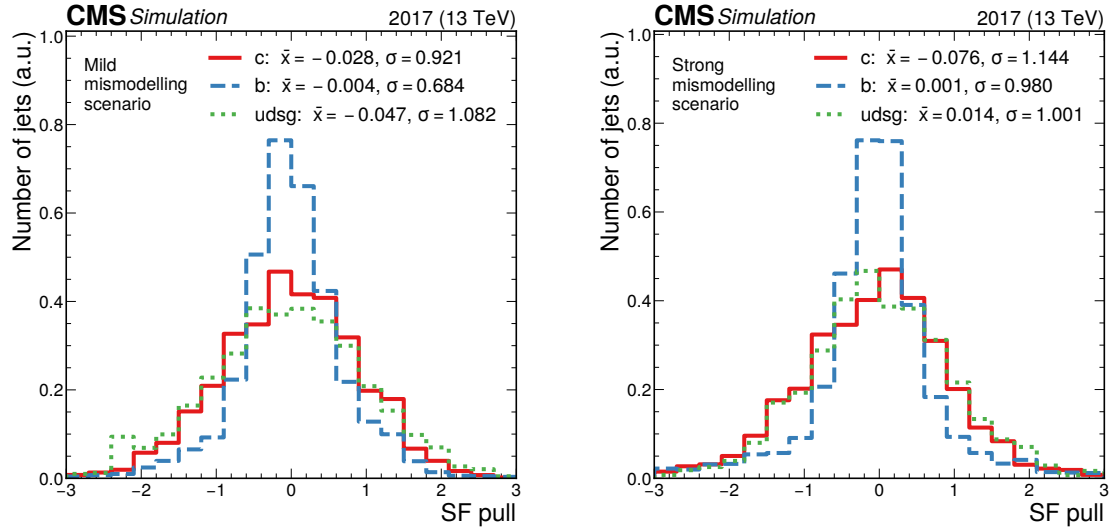 CMS Simulation 2017 (13 TeV)
Mild mismodelling scenario
c: x̄ = −0.028, σ = 0.921
b: x̄ = −0.004, σ = 0.684
udsg: x̄ = −0.047, σ = 1.082
Number of jets (a.u.)
1.0
0.8
0.6
0.4
0.2
0.0
−3 −2 −1 0 1 2 3
SF pull
CMS Simulation 2017 (13 TeV)
Strong mismodelling scenario
c: x̄ = −0.076, σ = 1.144
b: x̄ = 0.001, σ = 0.980
udsg: x̄ = 0.014, σ = 1.001
Number of jets (a.u.)
1.0
0.8
0.6
0.4
0.2
0.0
−3 −2 −1 0 1 2 3
SF pull